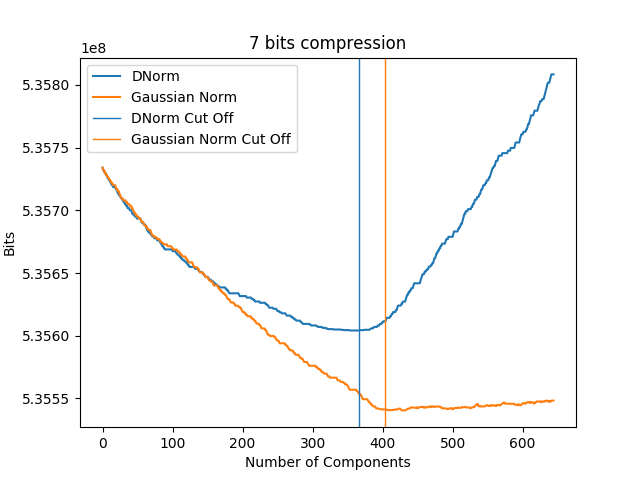 7 bits compression
1e8
DNorm
Gaussian Norm
DNorm Cut Off
Gaussian Norm Cut Off
5.3580
5.3575
5.3570
5.3565
5.3560
5.3555
Bits
0 100 200 300 400 500 600
Number of Components